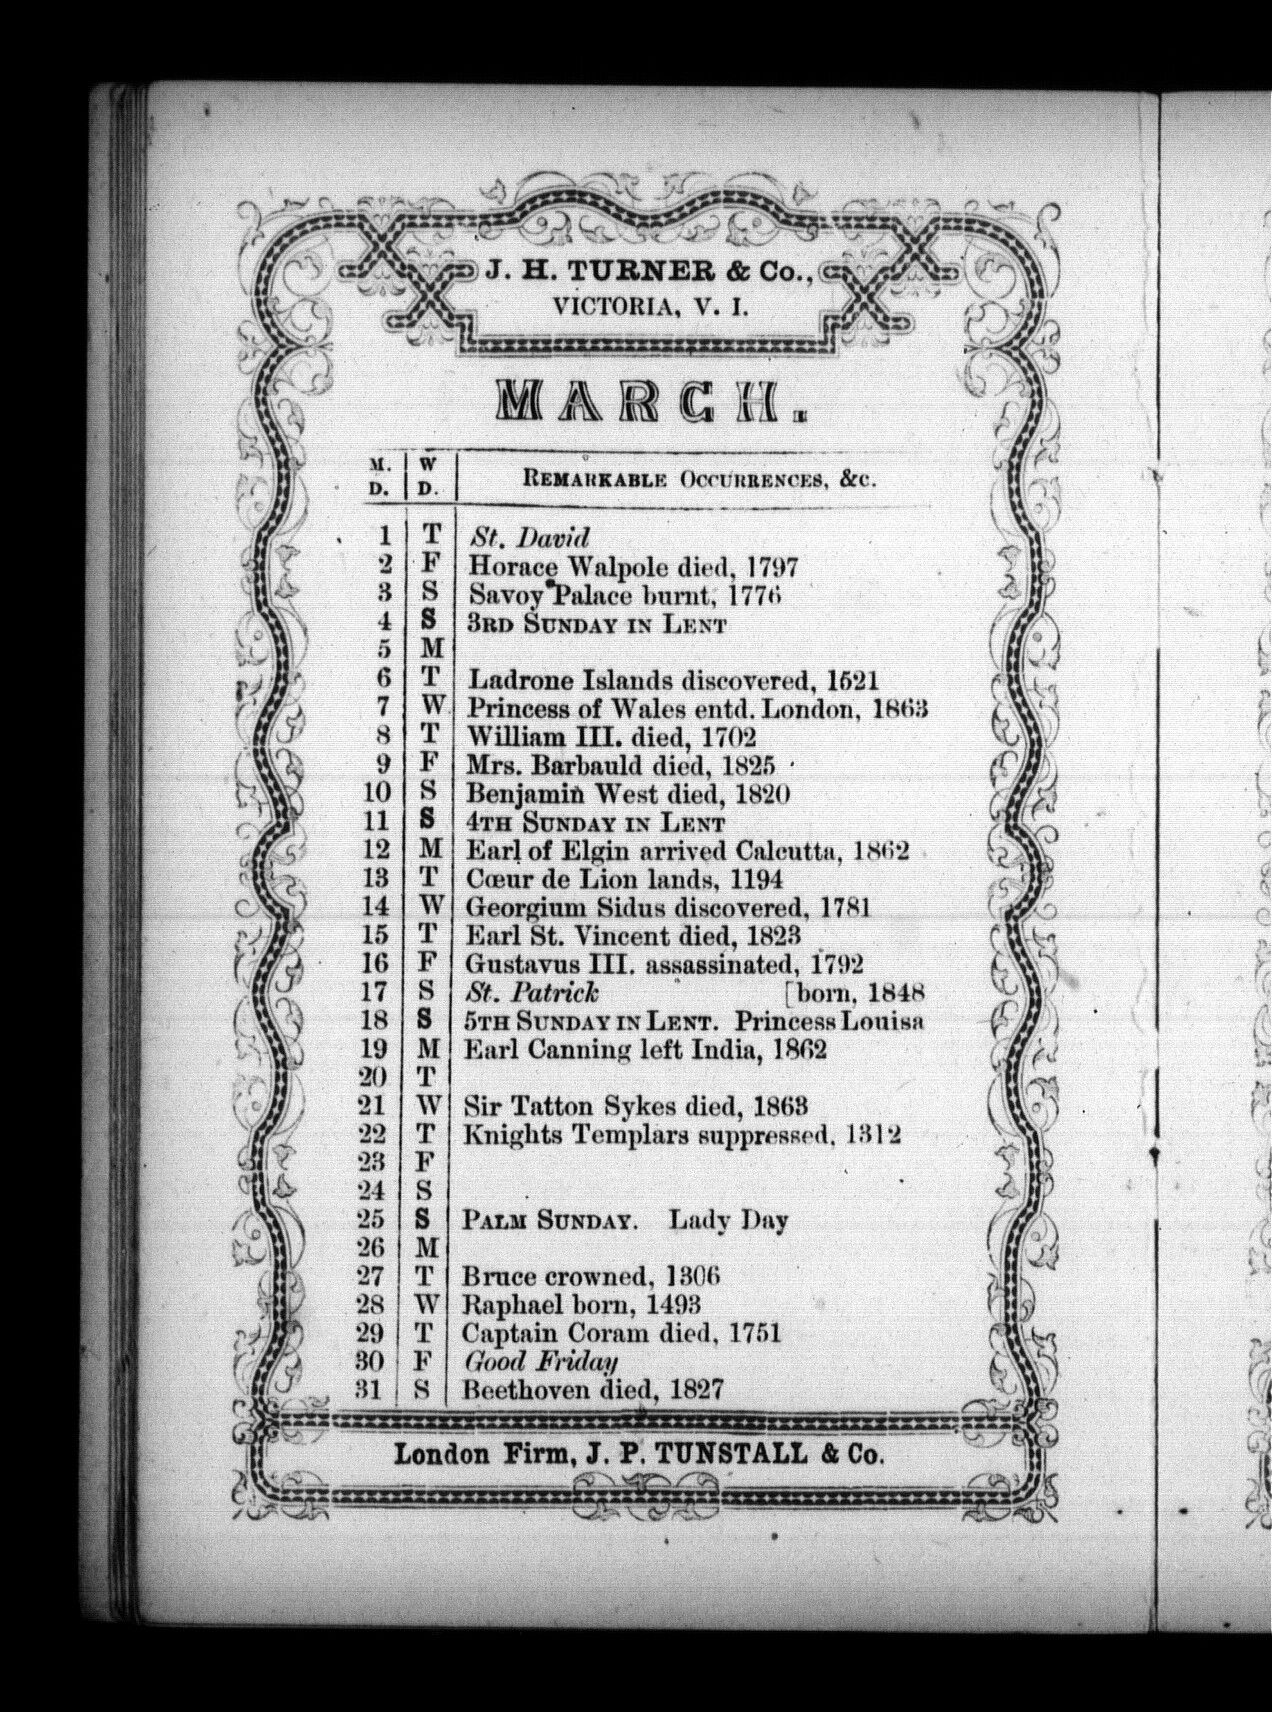 J. H. TURNER & Co.,
VICTORIA, V. I.
MARCH.
M. D. | W D. | REMARKABLE OCCURRENCES, &c.
1 T St. David
2 F Horace Walpole died, 1797
3 S Savoy Palace burnt, 1776
4 S 3RD SUNDAY IN LENT
5 M
6 T Ladrone Islands discovered, 1521
7 W Princess of Wales entd. London, 1863
8 T William III. died, 1702
9 F Mrs. Barbauld died, 1825
10 S Benjamin West died, 1820
11 S 4TH SUNDAY IN LENT
12 M Earl of Elgin arrived Calcutta, 1862
13 T Cœur de Lion lands, 1194
14 W Georgium Sidus discovered, 1781
15 T Earl St. Vincent died, 1823
16 F Gustavus III. assassinated, 1792
17 S St. Patrick [born, 1848
18 S 5TH SUNDAY IN LENT. Princess Louisa
19 M Earl Canning left India, 1862
20 T
21 W Sir Tatton Sykes died, 1863
22 T Knights Templars suppressed, 1312
23 F
24 S
25 S PALM SUNDAY. Lady Day
26 M
27 T Bruce crowned, 1306
28 W Raphael born, 1493
29 T Captain Coram died, 1751
30 F Good Friday
31 S Beethoven died, 1827
London Firm, J. P. TUNSTALL & Co.